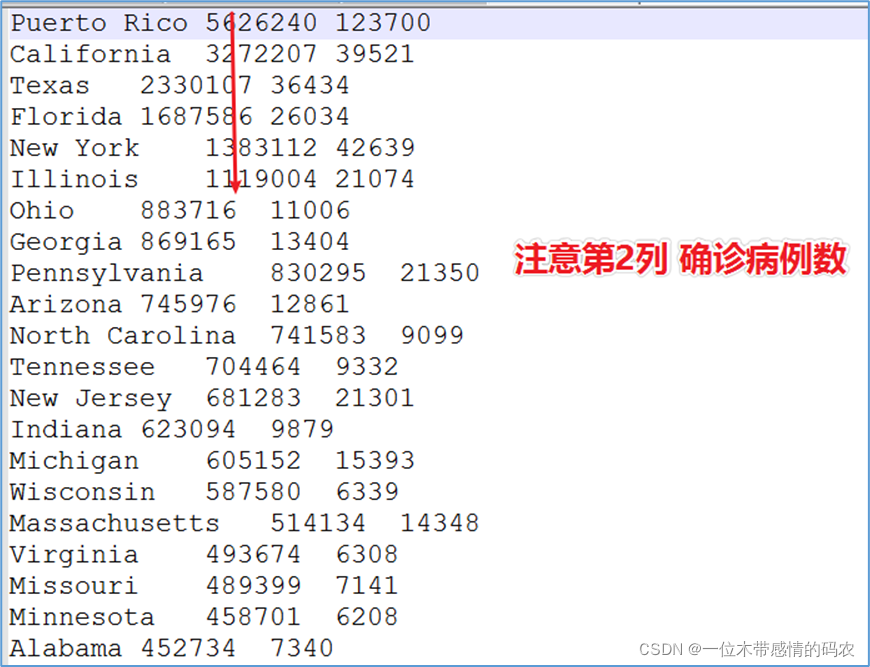 Puerto Rico 5626240 123700
California 3272207 39521
Texas 2330107 36434
Florida 1687586 26034
New York 1383112 42639
Illinois 1119004 21074
Ohio 883716 11006
Georgia 869165 13404
注意第2列 确诊病例数
Pennsylvania 830295 21350
Arizona 745976 12861
North Carolina 741583 9099
Tennessee 704464 9332
New Jersey 681283 21301
Indiana 623094 9879
Michigan 605152 15393
Wisconsin 587580 6339
Massachusetts 514134 14348
Virginia 493674 6308
Missouri 489399 7141
Minnesota 458701 6208
Alabama 452734 7340
CSDN @一位木带感情的码农